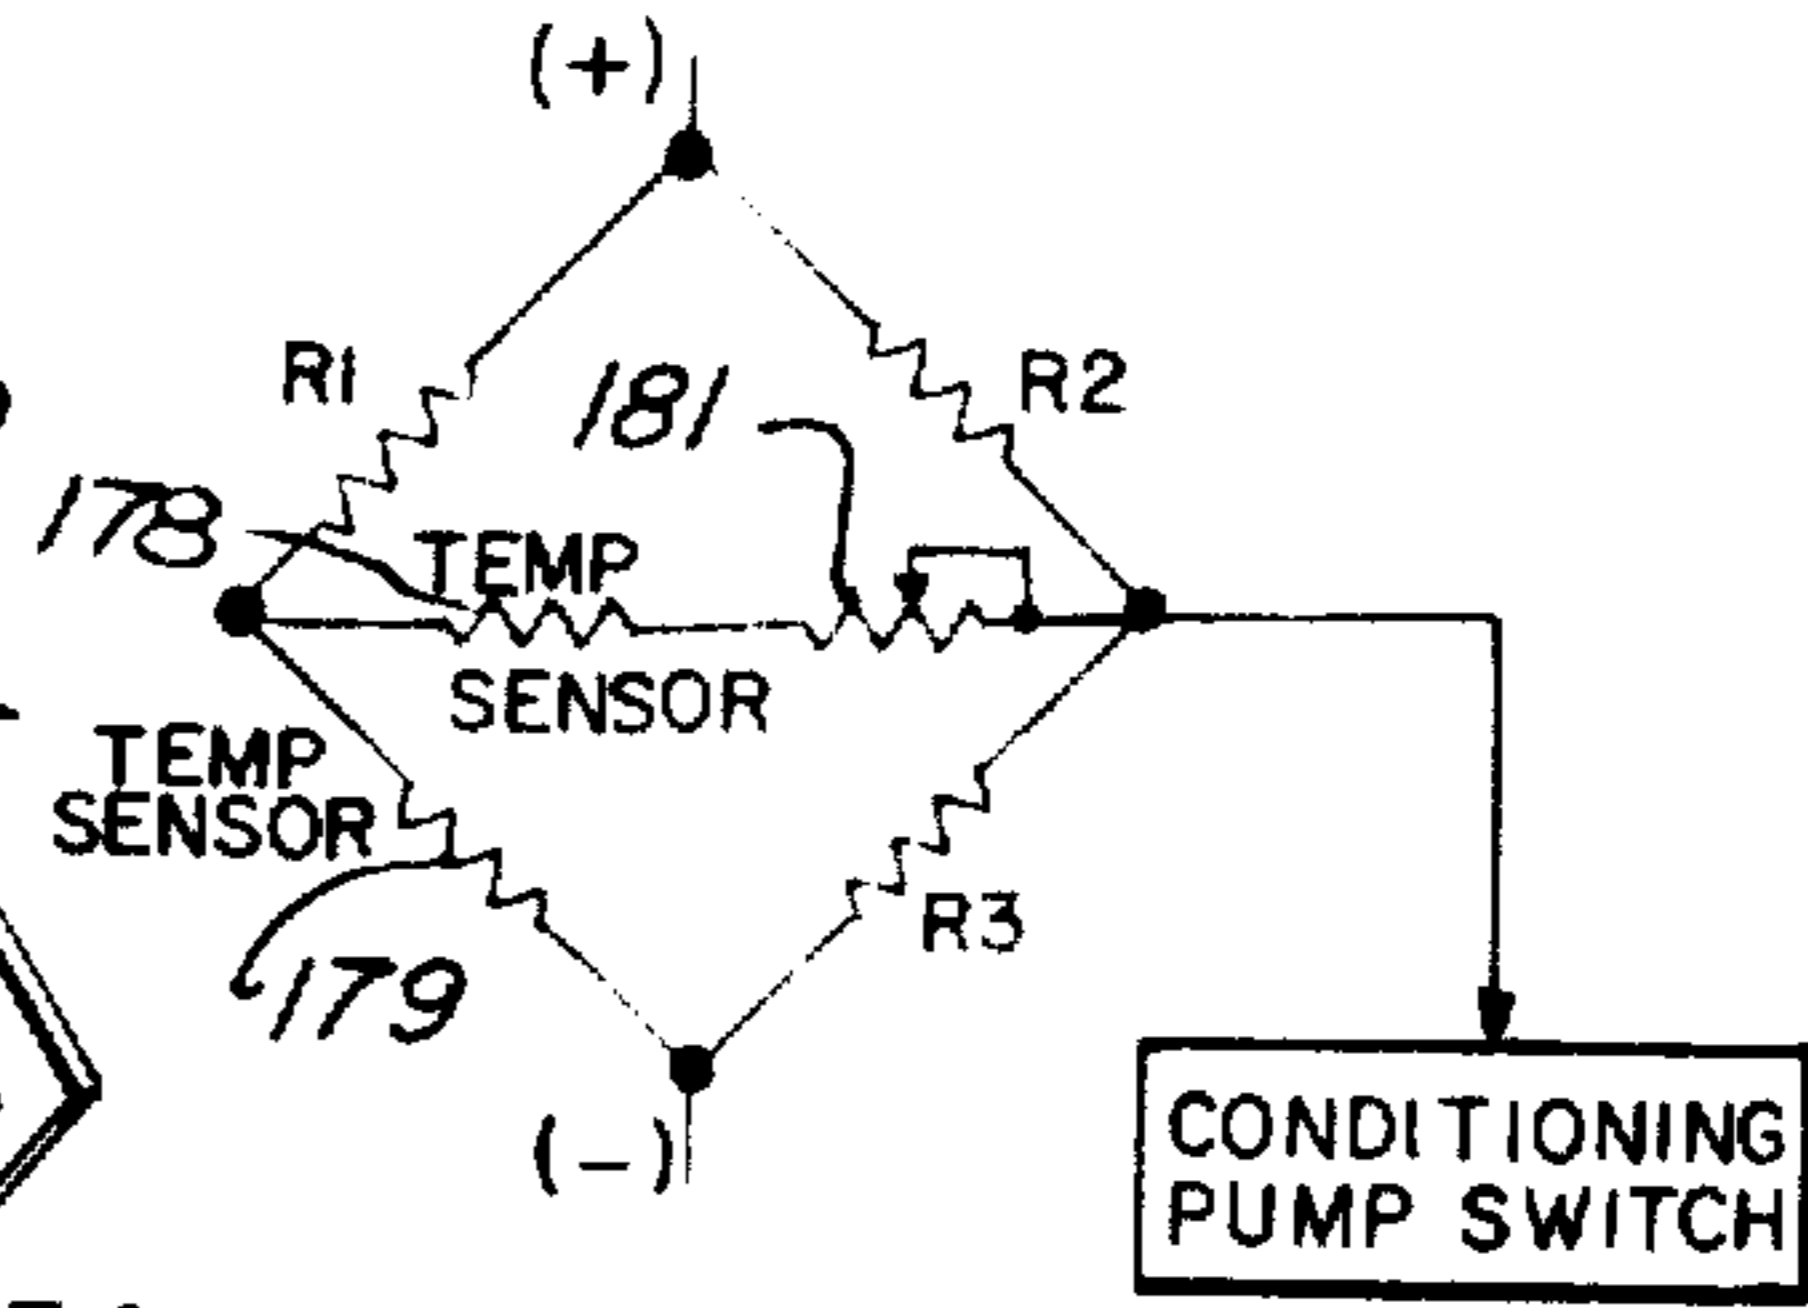 (+)
R1
R2
181
178
TEMP
SENSOR
TEMP
SENSOR
R3
179
(-)
CONDITIONING
PUMP SWITCH